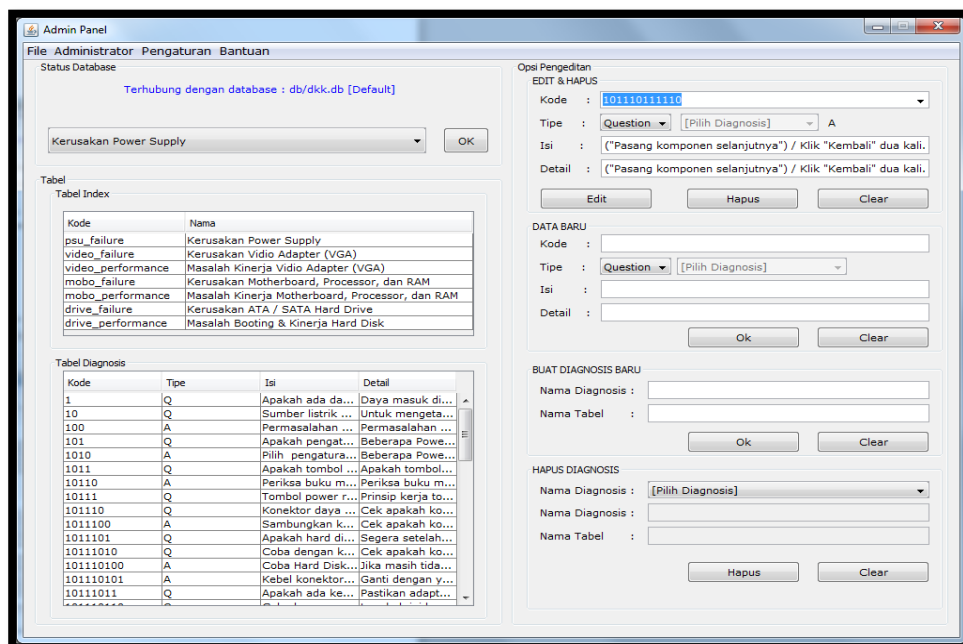 Admin Panel
File Administrator Pengaturan Bantuan
Status Database
Terhubung dengan database : db/dkk.db [Default]
Kerusakan Power Supply OK
Tabel
Tabel Index
Kode Nama
psu_failure Kerusakan Power Supply
video_failure Kerusakan Vidio Adapter (VGA)
video_performance Masalah Kinerja Vidio Adapter (VGA)
mobo_failure Kerusakan Motherboard, Processor, dan RAM
mobo_performance Masalah Kinerja Motherboard, Processor, dan RAM
drive_failure Kerusakan ATA / SATA Hard Drive
drive_performance Masalah Booting & Kinerja Hard Disk
Tabel Diagnosis
Kode Tipe Isi Detail
1 Q Apakah ada da... Daya masuk di...
10 Q Sumber listrik ... Untuk mengeta...
100 A Permasalahan ... Permasalahan ...
101 Q Apakah pengat... Beberapa Powe...
1010 A Pilih pengatura... Beberapa Powe...
1011 Q Apakah tombol ... Apakah tombol...
10110 A Periksa buku m... Periksa buku m...
10111 Q Tombol power r... Prinsip kerja to...
101110 Q Konektor daya ... Cek apakah ko...
1011100 A Sambungkan k... Cek apakah ko...
1011101 Q Apakah hard di... Segera setelah...
10111010 Q Coba dengan k... Cek apakah ko...
101110100 A Coba Hard Disk... Jika masih tida...
101110101 A Kebel konektor... Ganti dengan y...
10111011 Q Apakah ada ke... Pastikan adapt...
Opsi Pengeditan
EDIT & HAPUS
Kode : 101110111110
Tipe : Question [Pilih Diagnosis] A
Isi : ("Pasang komponen selanjutnya") / Klik "Kembali" dua kali.
Detail : ("Pasang komponen selanjutnya") / Klik "Kembali" dua kali.
Edit Hapus Clear
DATA BARU
Kode :
Tipe : Question [Pilih Diagnosis]
Isi :
Detail :
Ok Clear
BUAT DIAGNOSIS BARU
Nama Diagnosis :
Nama Tabel :
Ok Clear
HAPUS DIAGNOSIS
Nama Diagnosis : [Pilih Diagnosis]
Nama Diagnosis :
Nama Tabel :
Hapus Clear